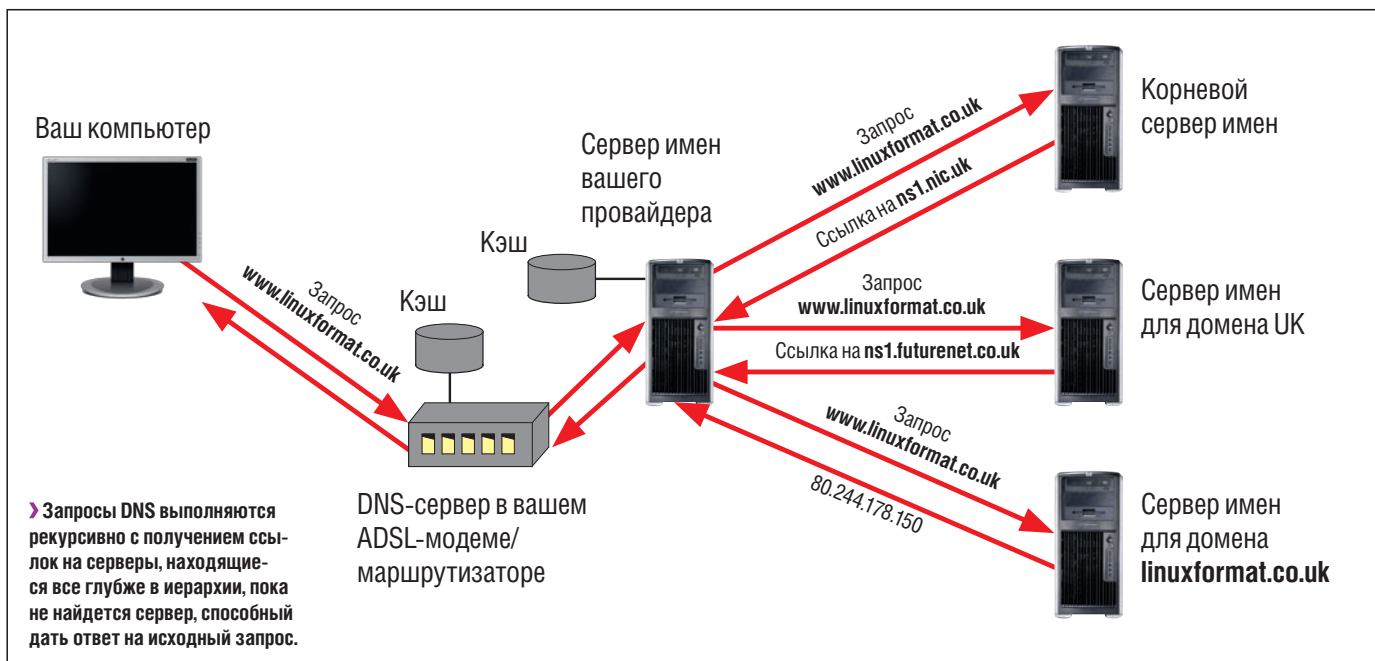 Ваш компьютер
Запрос
www.linuxformat.co.uk
Кэш
DNS-сервер в вашем
ADSL-модеме/
маршрутизаторе
Кэш
Сервер имен
вашего
провайдера
Запрос
www.linuxformat.co.uk
Ссылка на ns1.nic.uk
Корневой
сервер имен
Запрос
www.linuxformat.co.uk
Ссылка на ns1.futurenet.co.uk
Сервер имен
для домена UK
Запрос
www.linuxformat.co.uk
80.244.178.150
Сервер имен
для домена
linuxformat.co.uk
Запросы DNS выполняются
рекурсивно с получением ссы-
лок на серверы, находящие-
ся все глубже в иерархии, пока
не найдется сервер, способный
дать ответ на исходный запрос.